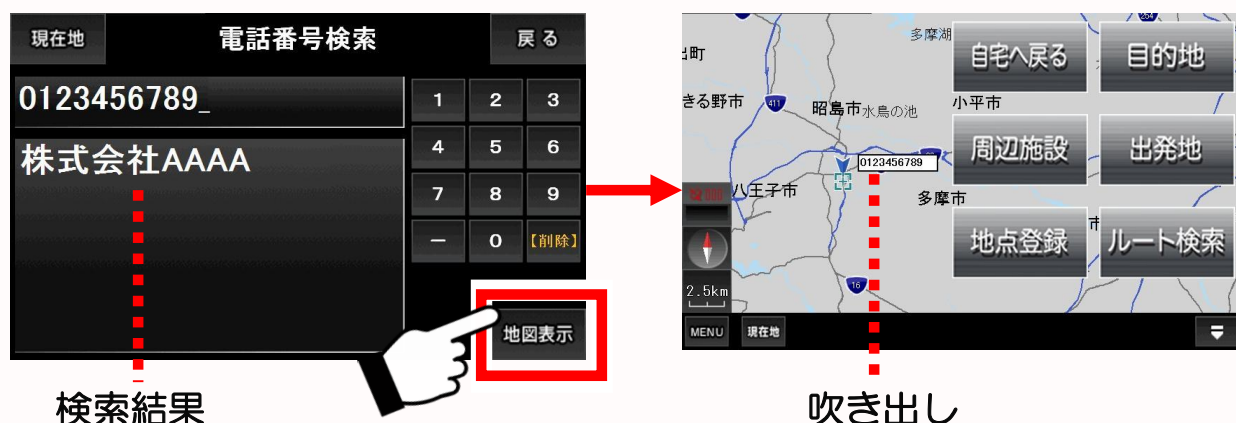 現在地
電話番号検索
戻る
0123456789_
株式会社AAAA
1 2 3
4 5 6
7 8 9
－ 0 【削除】
地図表示
検索結果
254
多摩湖
自宅へ戻る
目的地
出町
きる野市
411
昭島市
水鳥の池
小平市
周辺施設
出発地
0123456789
八王子市
多摩市
市
地点登録
ルート検索
16
2.5km
MENU
現在地
吹き出し